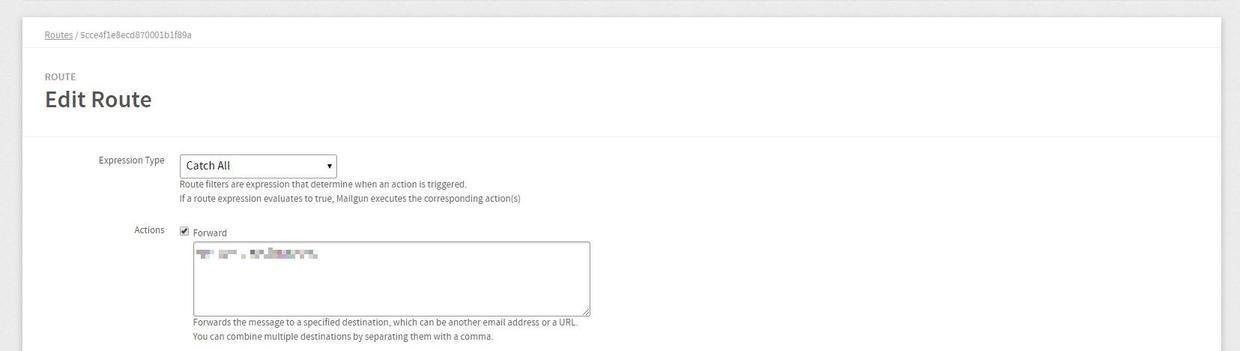 Routes / 5cce4f1e8ecd870001b1f89a
ROUTE
Edit Route
Expression Type
Catch All
Route filters are expression that determine when an action is triggered.
If a route expression evaluates to true, Mailgun executes the corresponding action(s)
Actions
Forward
Forwards the message to a specified destination, which can be another email address or a URL.
You can combine multiple destinations by separating them with a comma.